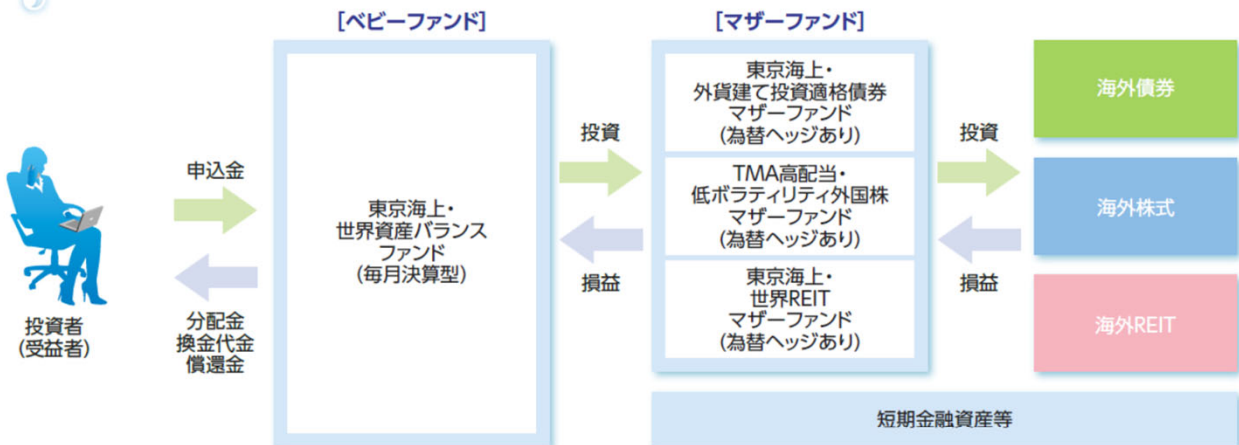 [ベビーファンド]
[マザーファンド]
投資者
(受益者)
申込金
分配金
換金代金
償還金
東京海上・
世界資産バランス
ファンド
(毎月決算型)
投資
損益
東京海上・
外貨建て投資適格債券
マザーファンド
(為替ヘッジあり)
TMA高配当・
低ボラティリティ外国株
マザーファンド
(為替ヘッジあり)
東京海上・
世界REIT
マザーファンド
(為替ヘッジあり)
投資
損益
海外債券
海外株式
海外REIT
短期金融資産等